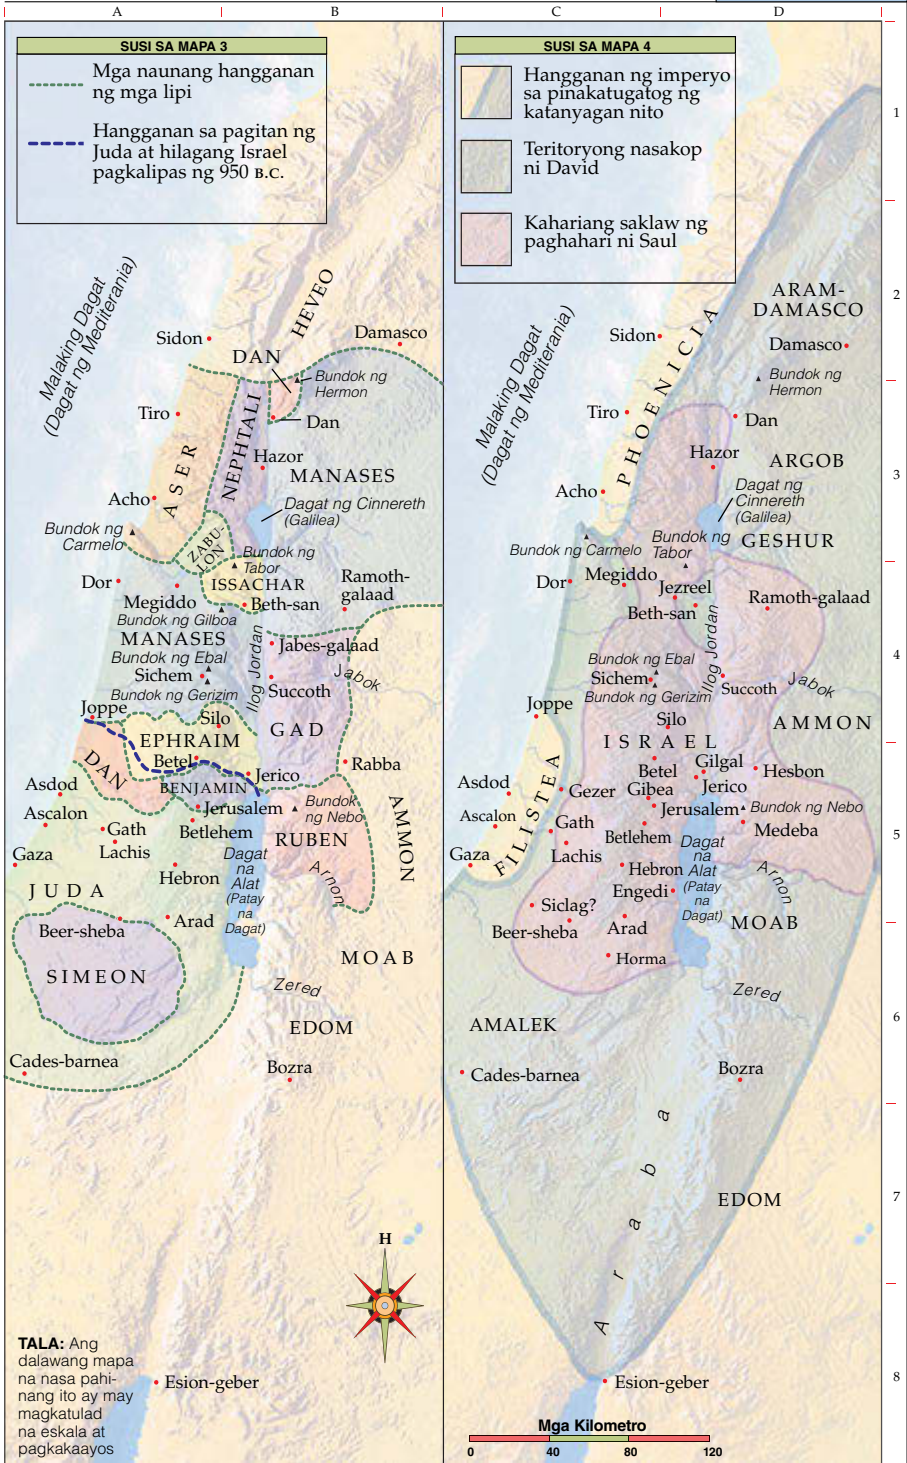 A
B
C
D
SUSI SA MAPA 3
Mga naunang hangganan
ng mga lipi
Hangganan sa pagitan ng
Juda at hilagang Israel
pagkalipas ng 950 B.C.
Malaking Dagat
(Dagat ng Mediterania)
HEVEO
Sidon
Damasco
DAN
Bundok ng
Hermon
Tiro
Dan
NEPHTALI
ASER
Hazor
MANASES
Acho
Dagat ng Cinnereth
(Galilea)
Bundok ng
Carmelo
ZABU-
LON
Bundok ng
Tabor
ISSACHAR
Ramoth-
galaad
Dor
Megiddo
Beth-san
Bundok ng Gilboa
MANASES
Jabes-galaad
Bundok ng Ebal
Ilog Jordan
Jabok
Sichem
Bundok ng Gerizim
Succoth
Joppe
Silo
GAD
EPHRAIM
Betel
DAN
Jerico
Rabba
BENJAMIN
Asdod
Jerusalem
Bundok
ng Nebo
AMMON
Ascalon
Gath
Betlehem
RUBEN
Gaza
Lachis
Dagat
na
Alat
(Patay
na
Dagat)
Arnon
Hebron
JUDA
Arad
Beer-sheba
MOAB
SIMEON
Zered
EDOM
Cades-barnea
Bozra
H
TALA: Ang
dalawang mapa
na nasa pahi-
nang ito ay may
magkatulad
na eskala at
pagkakaayos
Esion-geber
SUSI SA MAPA 4
Hangganan ng imperyo
sa pinakatugatog ng
katanyagan nito
Teritoryong nasakop
ni David
Kahariang saklaw ng
paghahari ni Saul
Malaking Dagat
(Dagat ng Mediterania)
ARAM-
DAMASCO
Sidon
Damasco
PHOENICIA
Bundok ng
Hermon
Tiro
Dan
Hazor
ARGOB
Acho
Dagat ng
Cinnereth
(Galilea)
Bundok ng Carmelo
Bundok ng
Tabor
GESHUR
Dor
Megiddo
Jezreel
Beth-san
Ramoth-galaad
Ilog Jordan
Bundok ng Ebal
Sichem
Bundok ng Gerizim
Succoth
Jabok
Joppe
Silo
AMMON
ISRAEL
Betel
Gilgal
Hesbon
Asdod
Gezer
Gibea
Jerico
Ascalon
Gath
Jerusalem
Bundok ng Nebo
FILISTEA
Betlehem
Medeba
Gaza
Lachis
Dagat
na
Alat
(Patay
na
Dagat)
Hebron
Arnon
Engedi
Siclag?
Beer-sheba
Arad
MOAB
Horma
Zered
AMALEK
Cades-barnea
Bozra
Araba
EDOM
Esion-geber
Mga Kilometro
0
40
80
120
1
2
3
4
5
6
7
8